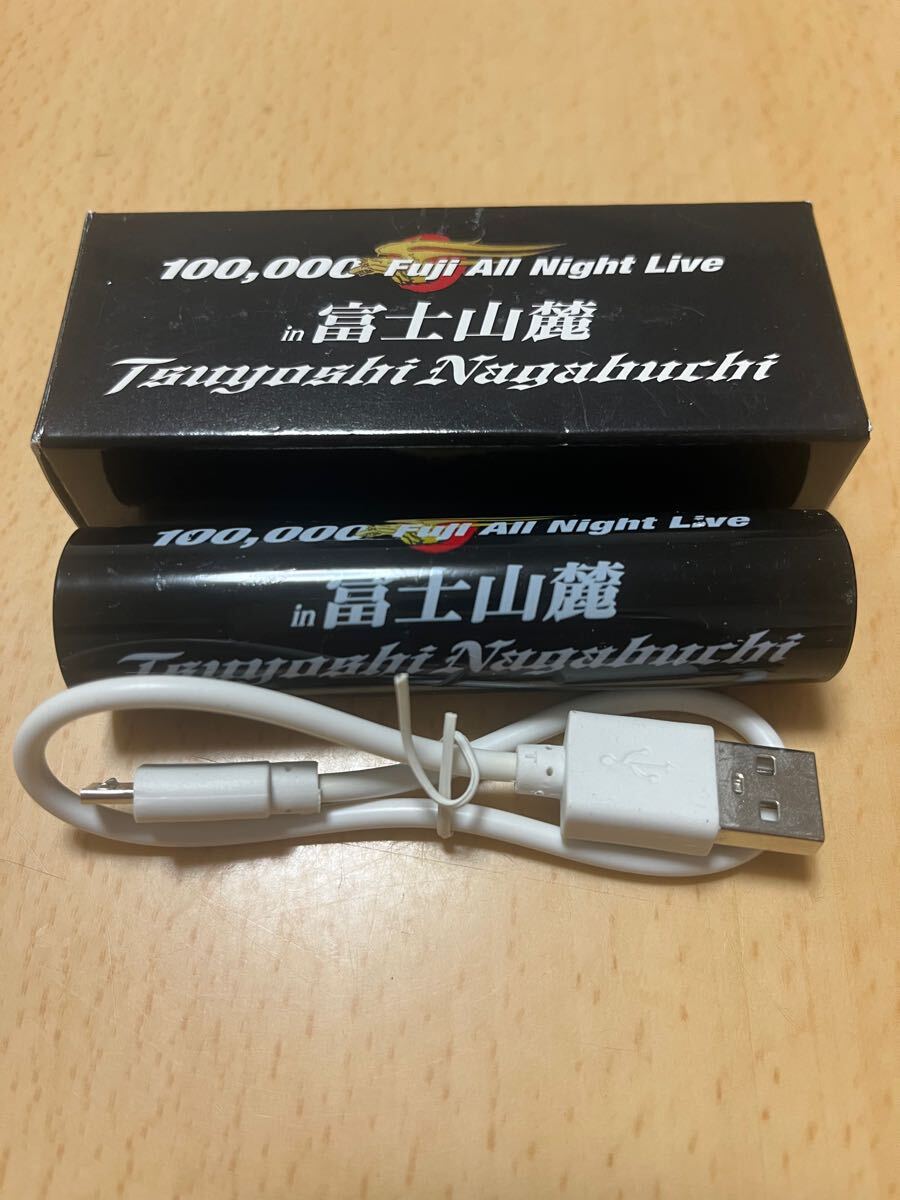 100,000 Fuji All Night Live
in 富士山麓
Tsuyoshi Nagabuchi
100,000 Fuji All Night Live
in 富士山麓
Tsuyoshi Nagabuchi